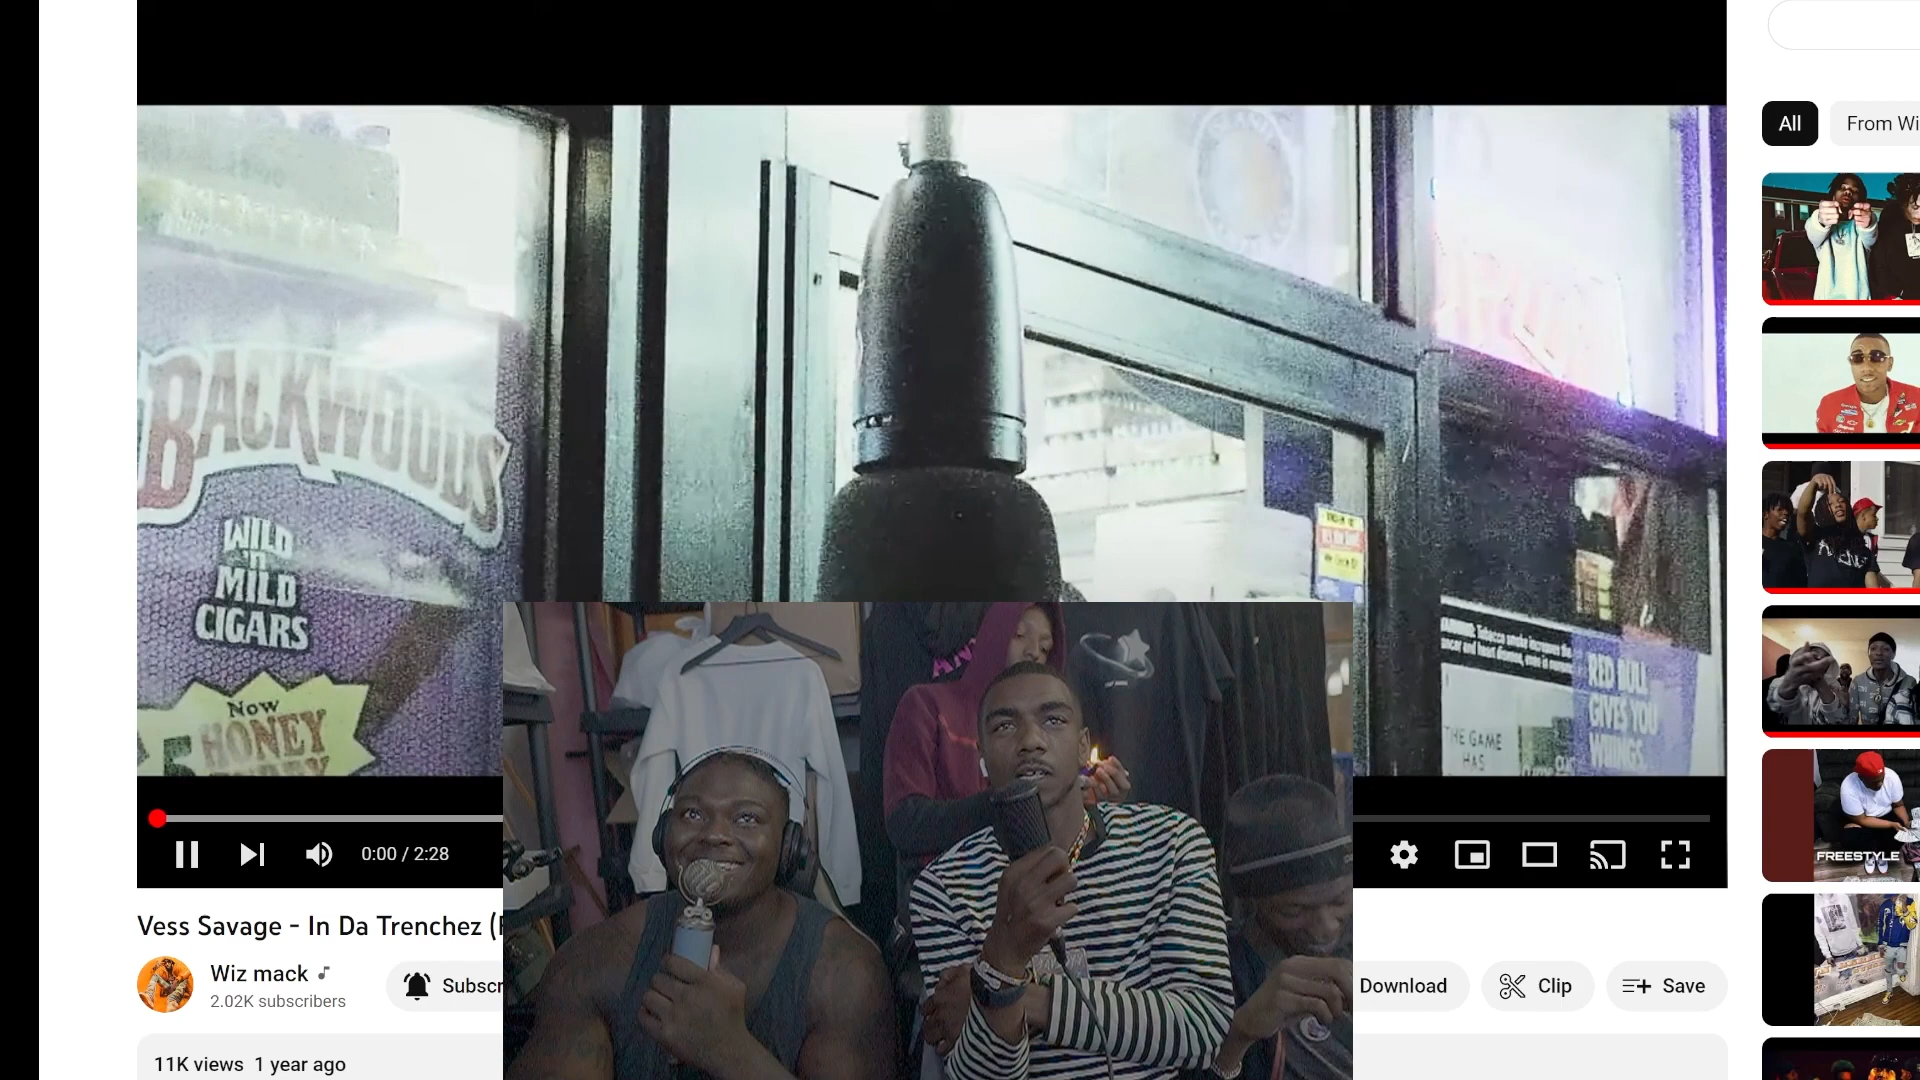 All
From Wi
BACKWOODS
WILD
'n'
MILD
CIGARS
Now
HONEY
RED BULL
GIVES YOU
WIIINGS.
THE GAME
HAS
FREESTYLE
0:00 / 2:28
Vess Savage - In Da Trenchez (
Wiz mack
2.02K subscribers
Subscr
Download
Clip
Save
11K views 1 year ago